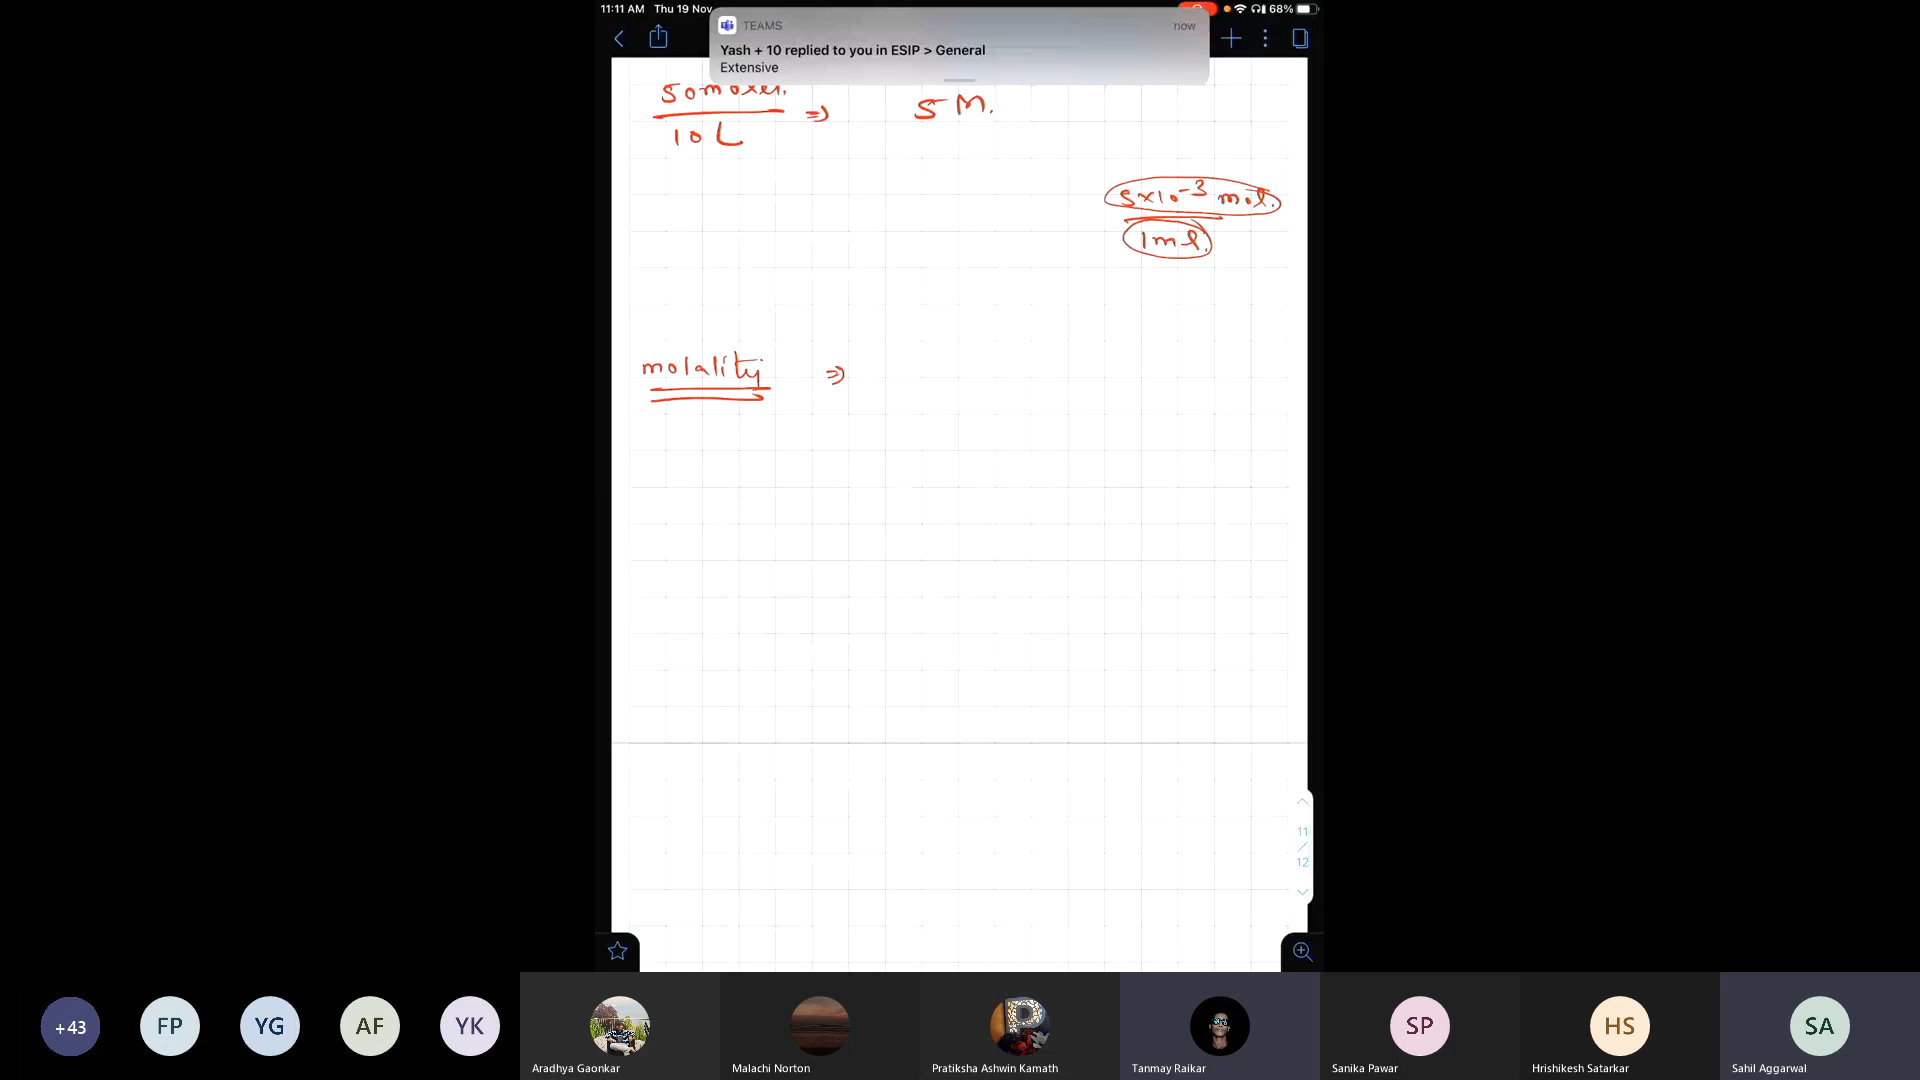 11:11 AM Thu 19 Nov
68%
TEAMS
now
Yash + 10 replied to you in ESIP > General
Extensive
50 moles.
10 L
⇒ 5 M.
5×10⁻³ mol.
1 ml.
molality ⇒
11
/
12
+43
FP
YG
AF
YK
P
SP
HS
SA
Aradhya Gaonkar
Malachi Norton
Pratiksha Ashwin Kamath
Tanmay Raikar
Sanika Pawar
Hrishikesh Satarkar
Sahil Aggarwal